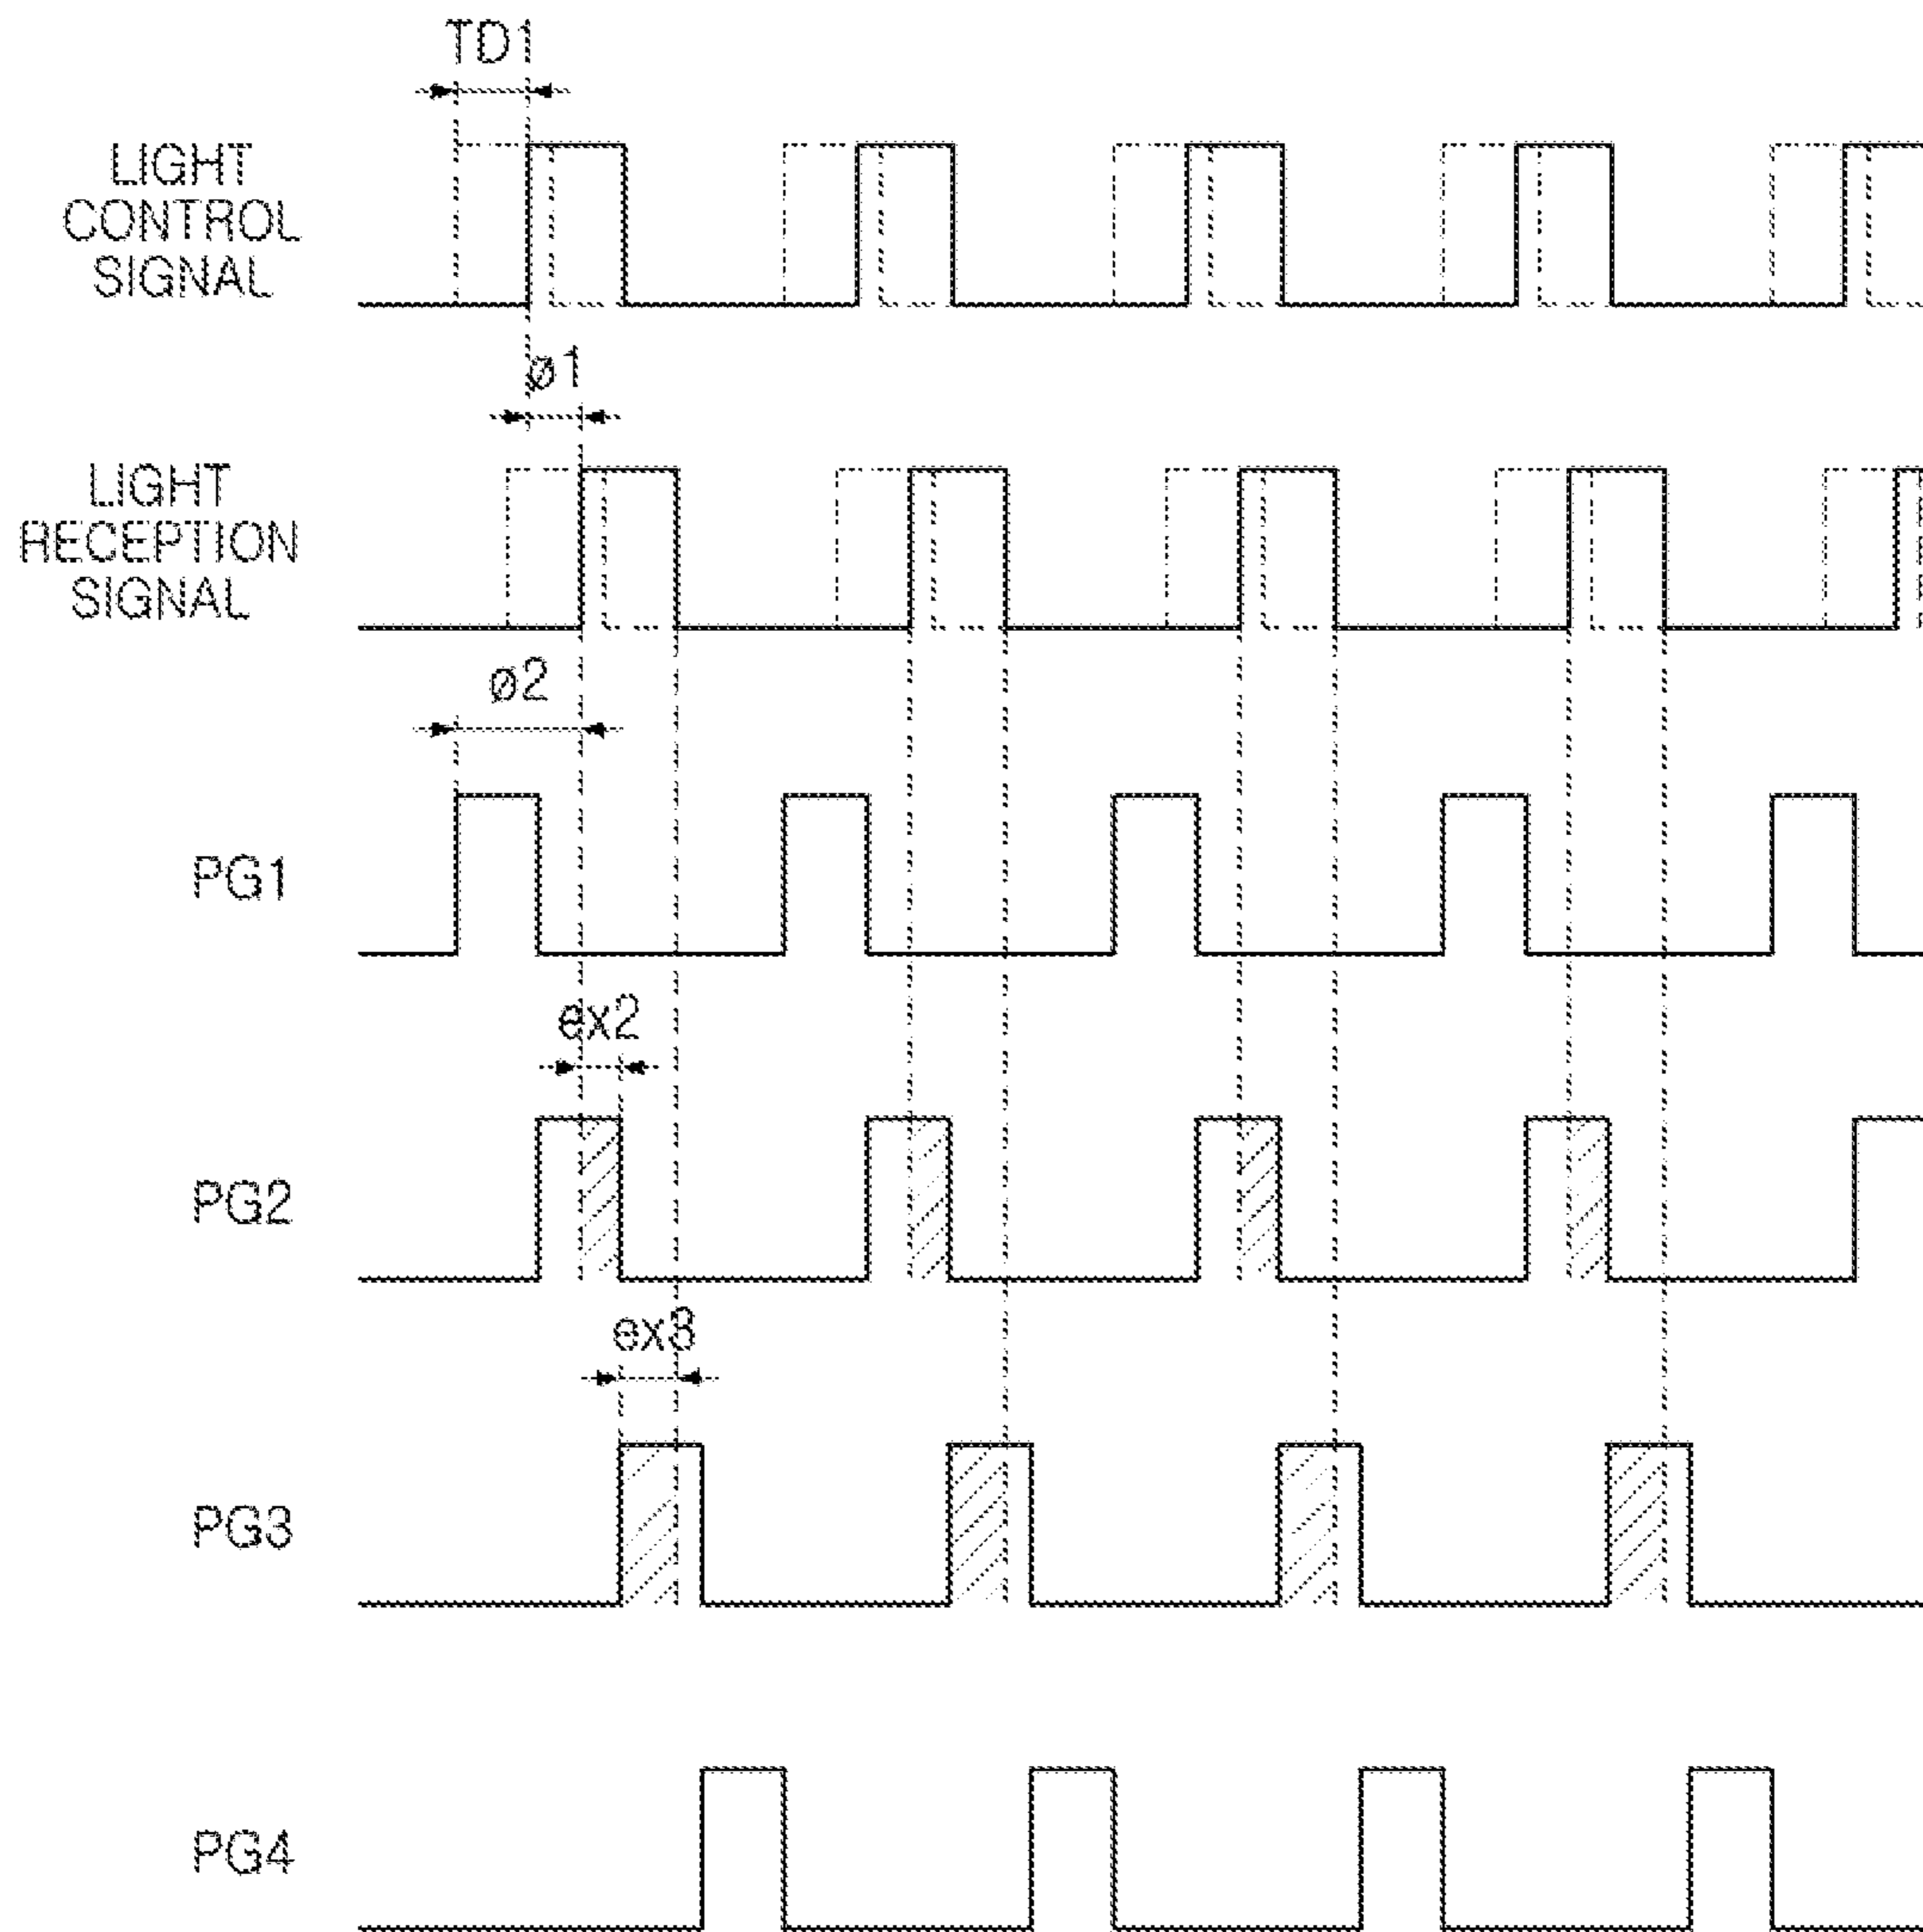 TD1
LIGHT
CONTROL
SIGNAL
ø1
LIGHT
RECEPTION
SIGNAL
ø2
PG1
ex2
PG2
ex3
PG3
PG4